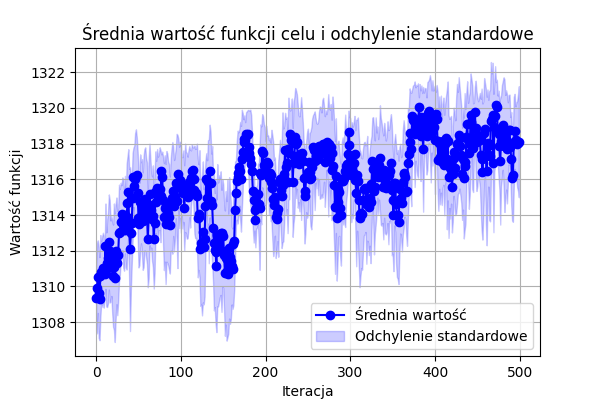 Średnia wartość funkcji celu i odchylenie standardowe
Wartość funkcji
1322
1320
1318
1316
1314
1312
1310
1308
0 100 200 300 400 500
Iteracja
Średnia wartość
Odchylenie standardowe